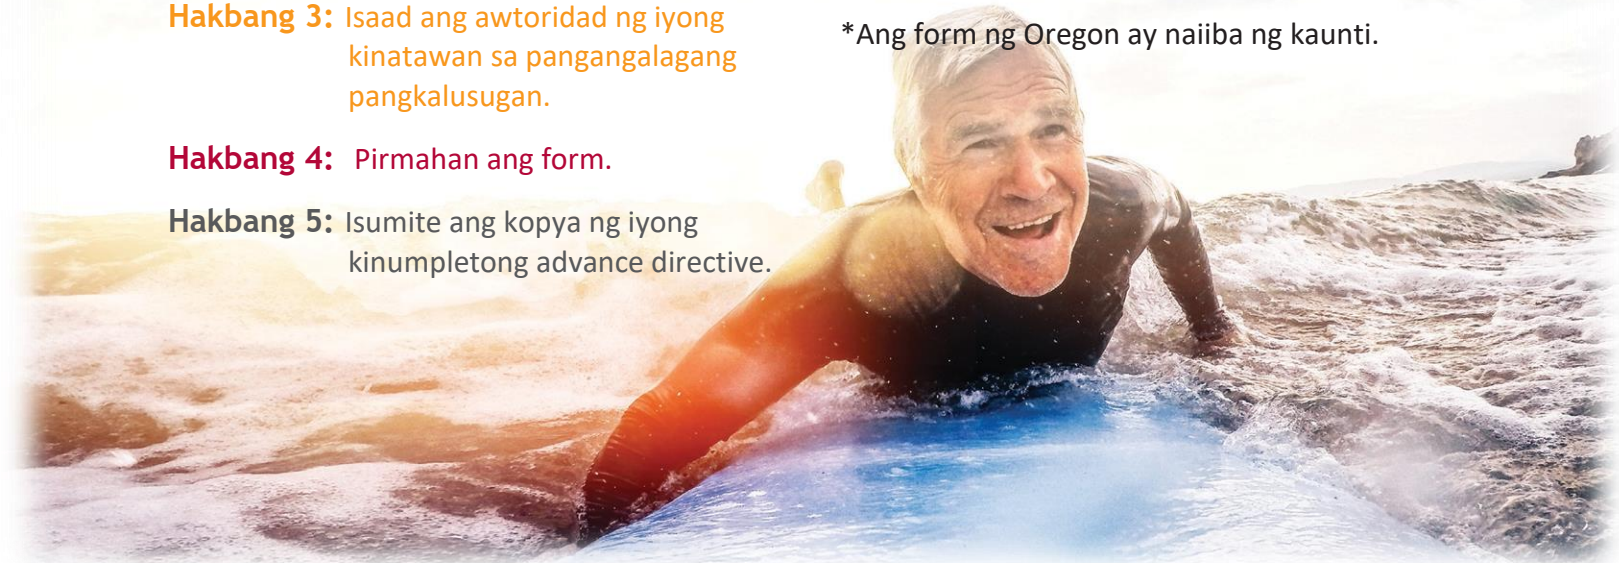 Hakbang 3: Isaad ang awtoridad ng iyong
kinatawan sa pangangalagang
pangkalusugan.
Hakbang 4: Pirmahan ang form.
Hakbang 5: Isumite ang kopya ng iyong
kinumpletong advance directive.
*Ang form ng Oregon ay naiiba ng kaunti.